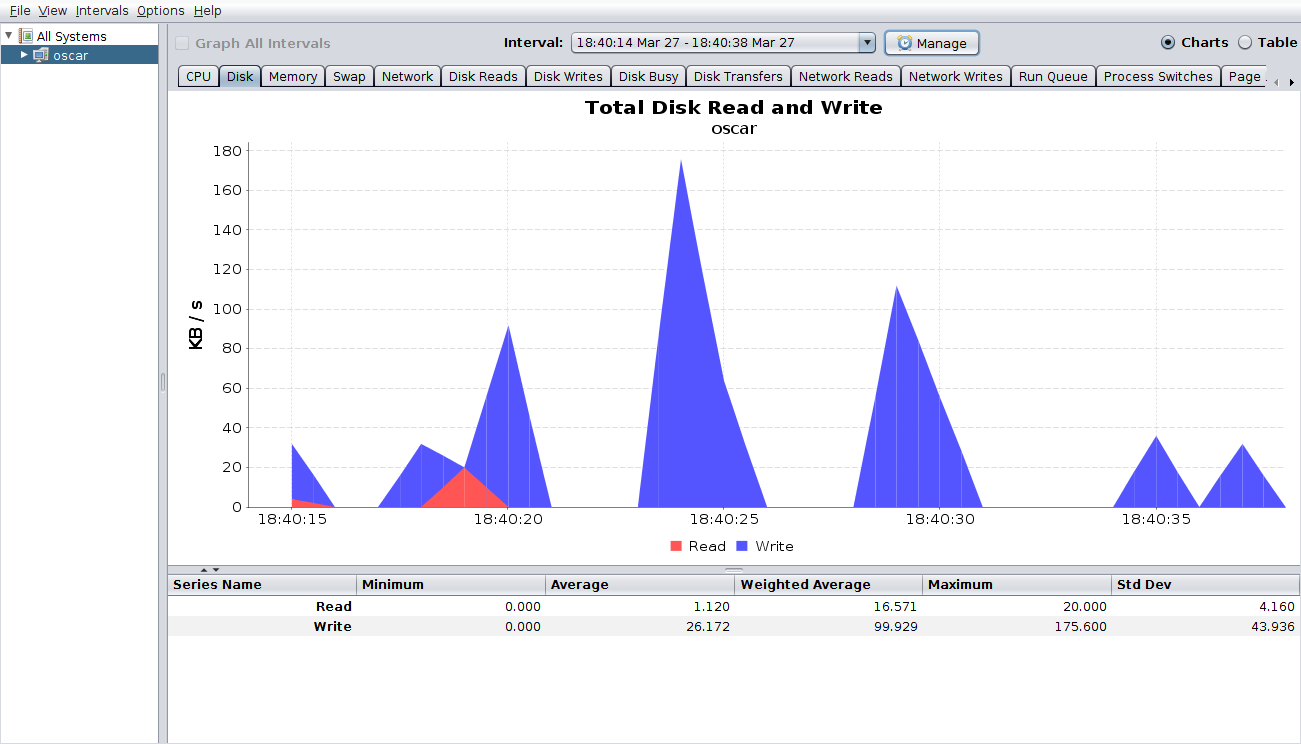 File View Intervals Options Help
All Systems
oscar
Graph All Intervals Interval: 18:40:14 Mar 27 - 18:40:38 Mar 27 Manage Charts Table
CPU Disk Memory Swap Network Disk Reads Disk Writes Disk Busy Disk Transfers Network Reads Network Writes Run Queue Process Switches Page
Total Disk Read and Write
oscar
KB / s
180
160
140
120
100
80
60
40
20
0
18:40:15 18:40:20 18:40:25 18:40:30 18:40:35
Read Write
Series Name Minimum Average Weighted Average Maximum Std Dev
Read 0.000 1.120 16.571 20.000 4.160
Write 0.000 26.172 99.929 175.600 43.936